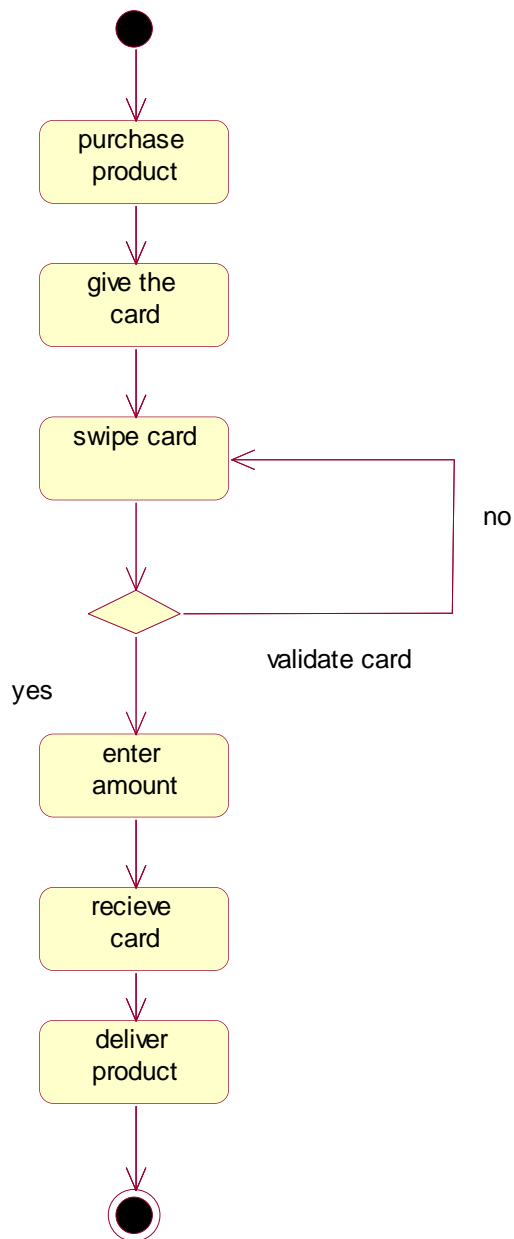 purchase
product
give the
card
swipe card
no
validate card
yes
enter
amount
recieve
card
deliver
product